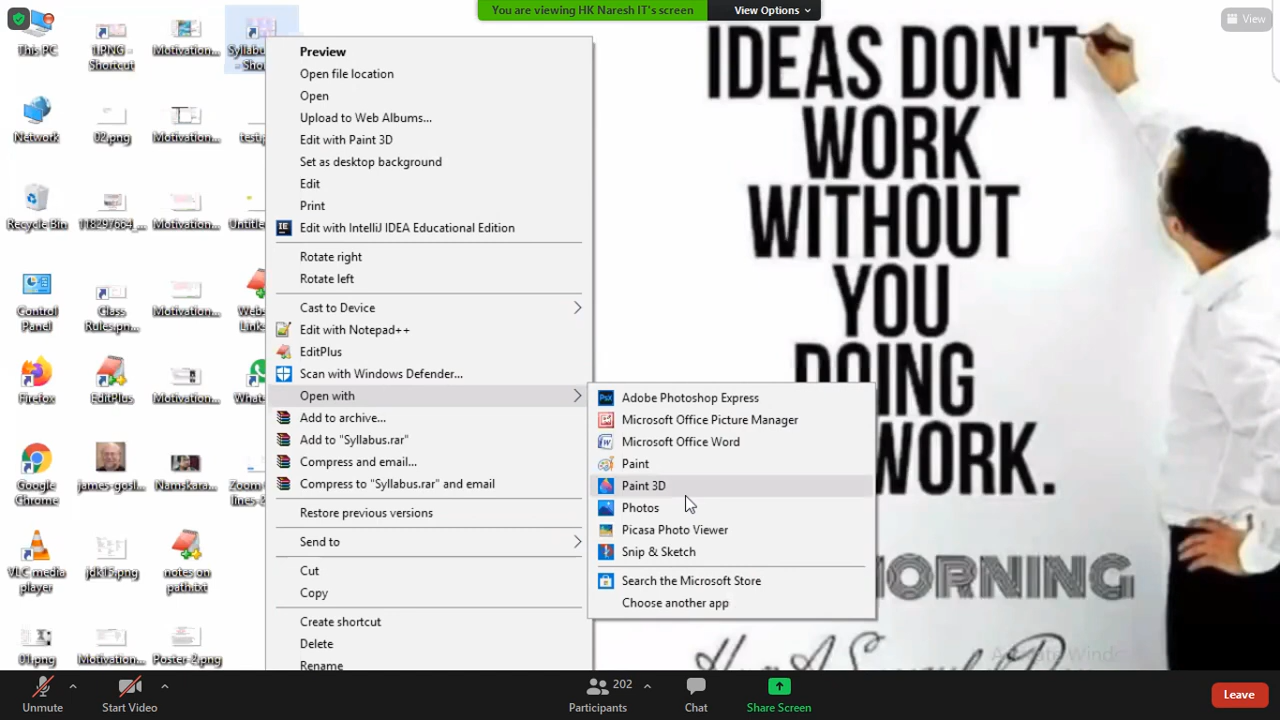 You are viewing HK Naresh IT's screen
View Options
View
This PC
1.PNG - Shortcut
Motivation...
Network
02.png
Motivation...
Recycle Bin
118297664_...
Motivation...
Control Panel
Class Rules.pn...
Motivation...
Firefox
EditPlus
Motivation...
Google Chrome
james-gosl...
Namskara...
VLC media player
jdk15.png
notes on path.txt
01.png
Motivation...
Poster-2.png
Preview
Open file location
Open
Upload to Web Albums...
Edit with Paint 3D
Set as desktop background
Edit
Print
Edit with IntelliJ IDEA Educational Edition
Rotate right
Rotate left
Cast to Device
Edit with Notepad++
EditPlus
Scan with Windows Defender...
Open with
Add to archive...
Add to "Syllabus.rar"
Compress and email...
Compress to "Syllabus.rar" and email
Restore previous versions
Send to
Cut
Copy
Create shortcut
Delete
Rename
Adobe Photoshop Express
Microsoft Office Picture Manager
Microsoft Office Word
Paint
Paint 3D
Photos
Picasa Photo Viewer
Snip & Sketch
Search the Microsoft Store
Choose another app
IDEAS DON'T
WORK
WITHOUT
YOU
DOING
WORK.
ORNING
Unmute
Start Video
202
Participants
Chat
Share Screen
Leave